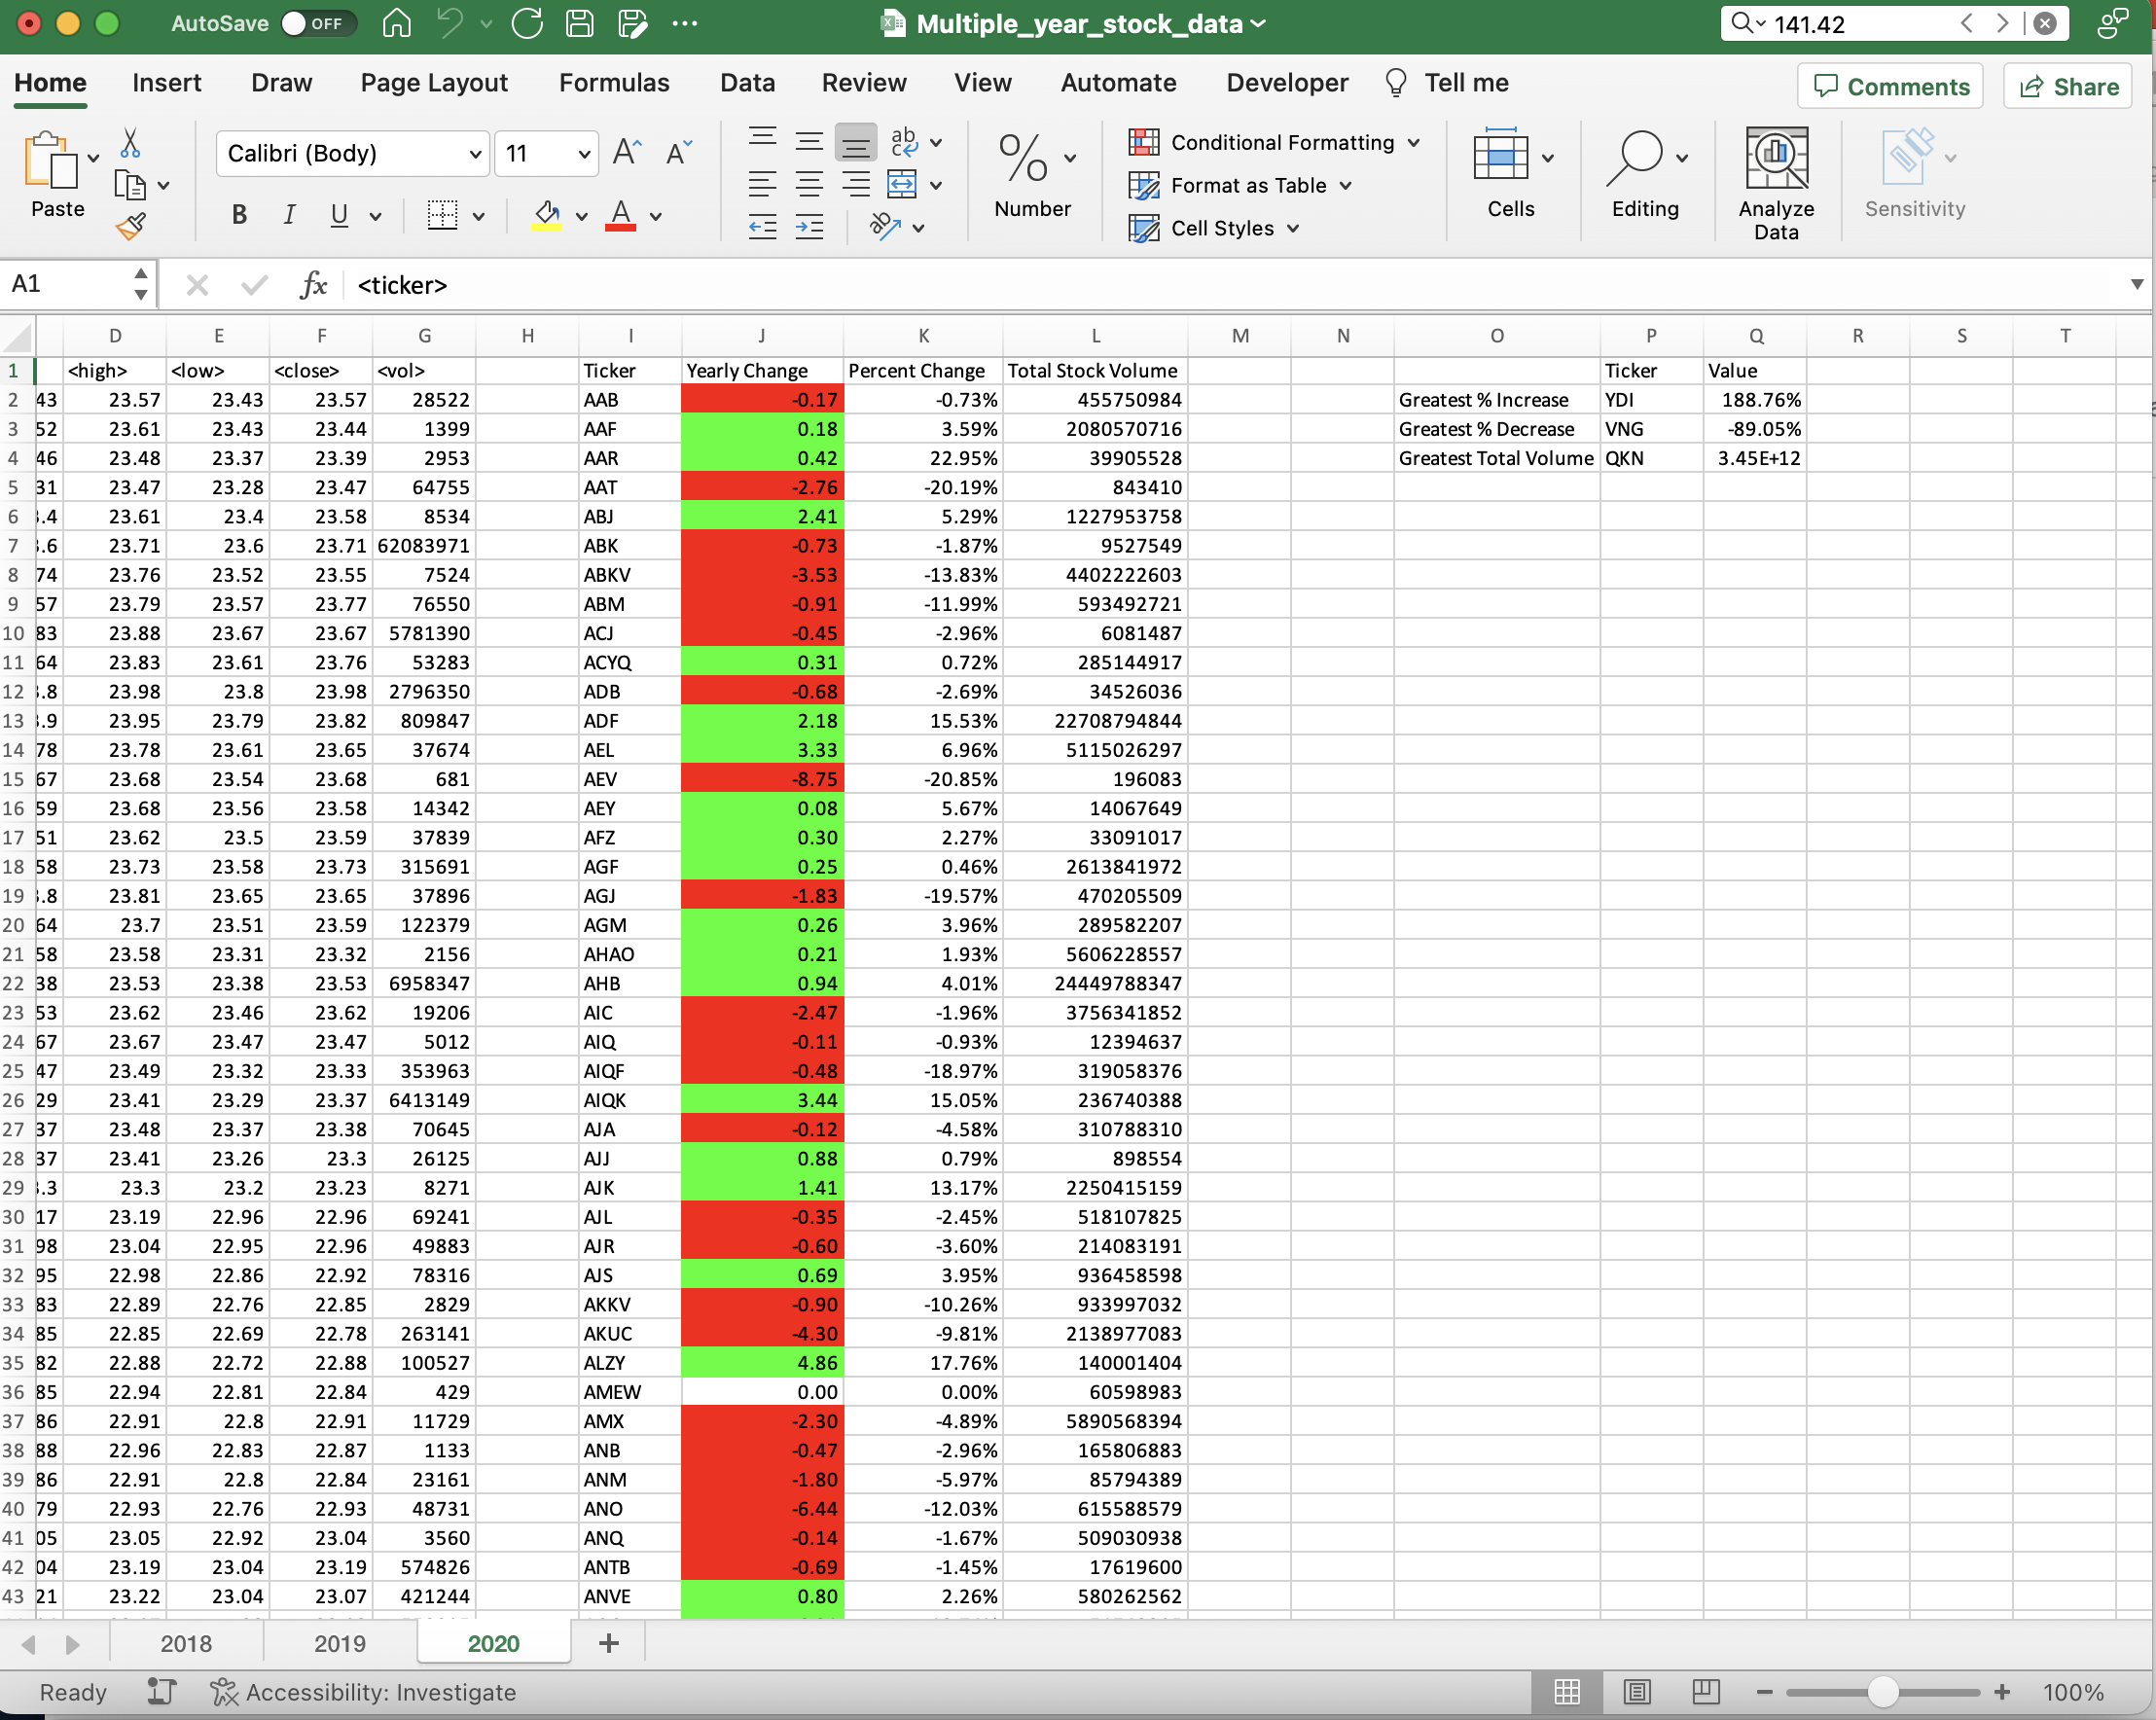 AutoSave OFF Multiple_year_stock_data 141.42
Home Insert Draw Page Layout Formulas Data Review View Automate Developer Tell me Comments Share
Paste Calibri (Body) 11 Number Conditional Formatting Format as Table Cell Styles Cells Editing Analyze Data Sensitivity
A1 fx <ticker>
D E F G H I J K L M N O P Q R S T
1 <high> <low> <close> <vol> Ticker Yearly Change Percent Change Total Stock Volume Ticker Value
2 43 23.57 23.43 23.57 28522 AAB -0.17 -0.73% 455750984 Greatest % Increase YDI 188.76%
3 52 23.61 23.43 23.44 1399 AAF 0.18 3.59% 2080570716 Greatest % Decrease VNG -89.05%
4 46 23.48 23.37 23.39 2953 AAR 0.42 22.95% 39905528 Greatest Total Volume QKN 3.45E+12
5 31 23.47 23.28 23.47 64755 AAT -2.76 -20.19% 843410
6 .4 23.61 23.4 23.58 8534 ABJ 2.41 5.29% 1227953758
7 .6 23.71 23.6 23.71 62083971 ABK -0.73 -1.87% 9527549
8 74 23.76 23.52 23.55 7524 ABKV -3.53 -13.83% 4402222603
9 57 23.79 23.57 23.77 76550 ABM -0.91 -11.99% 593492721
10 83 23.88 23.67 23.67 5781390 ACJ -0.45 -2.96% 6081487
11 64 23.83 23.61 23.76 53283 ACYQ 0.31 0.72% 285144917
12 .8 23.98 23.8 23.98 2796350 ADB -0.68 -2.69% 34526036
13 .9 23.95 23.79 23.82 809847 ADF 2.18 15.53% 22708794844
14 78 23.78 23.61 23.65 37674 AEL 3.33 6.96% 5115026297
15 67 23.68 23.54 23.68 681 AEV -8.75 -20.85% 196083
16 59 23.68 23.56 23.58 14342 AEY 0.08 5.67% 14067649
17 51 23.62 23.5 23.59 37839 AFZ 0.30 2.27% 33091017
18 58 23.73 23.58 23.73 315691 AGF 0.25 0.46% 2613841972
19 .8 23.81 23.65 23.65 37896 AGJ -1.83 -19.57% 470205509
20 64 23.7 23.51 23.59 122379 AGM 0.26 3.96% 289582207
21 58 23.58 23.31 23.32 2156 AHAO 0.21 1.93% 5606228557
22 38 23.53 23.38 23.53 6958347 AHB 0.94 4.01% 24449788347
23 53 23.62 23.46 23.62 19206 AIC -2.47 -1.96% 3756341852
24 67 23.67 23.47 23.47 5012 AIQ -0.11 -0.93% 12394637
25 47 23.49 23.32 23.33 353963 AIQF -0.48 -18.97% 319058376
26 29 23.41 23.29 23.37 6413149 AIQK 3.44 15.05% 236740388
27 37 23.48 23.37 23.38 70645 AJA -0.12 -4.58% 310788310
28 37 23.41 23.26 23.3 26125 AJJ 0.88 0.79% 898554
29 .3 23.3 23.2 23.23 8271 AJK 1.41 13.17% 2250415159
30 17 23.19 22.96 22.96 69241 AJL -0.35 -2.45% 518107825
31 98 23.04 22.95 22.96 49883 AJR -0.60 -3.60% 214083191
32 95 22.98 22.86 22.92 78316 AJS 0.69 3.95% 936458598
33 83 22.89 22.76 22.85 2829 AKKV -0.90 -10.26% 933997032
34 85 22.85 22.69 22.78 263141 AKUC -4.30 -9.81% 2138977083
35 82 22.88 22.72 22.88 100527 ALZY 4.86 17.76% 140001404
36 85 22.94 22.81 22.84 429 AMEW 0.00 0.00% 60598983
37 86 22.91 22.8 22.91 11729 AMX -2.30 -4.89% 5890568394
38 88 22.96 22.83 22.87 1133 ANB -0.47 -2.96% 165806883
39 86 22.91 22.8 22.84 23161 ANM -1.80 -5.97% 85794389
40 79 22.93 22.76 22.93 48731 ANO -6.44 -12.03% 615588579
41 05 23.05 22.92 23.04 3560 ANQ -0.14 -1.67% 509030938
42 04 23.19 23.04 23.19 574826 ANTB -0.69 -1.45% 17619600
43 21 23.22 23.04 23.07 421244 ANVE 0.80 2.26% 580262562
2018 2019 2020 +
Ready Accessibility: Investigate 100%